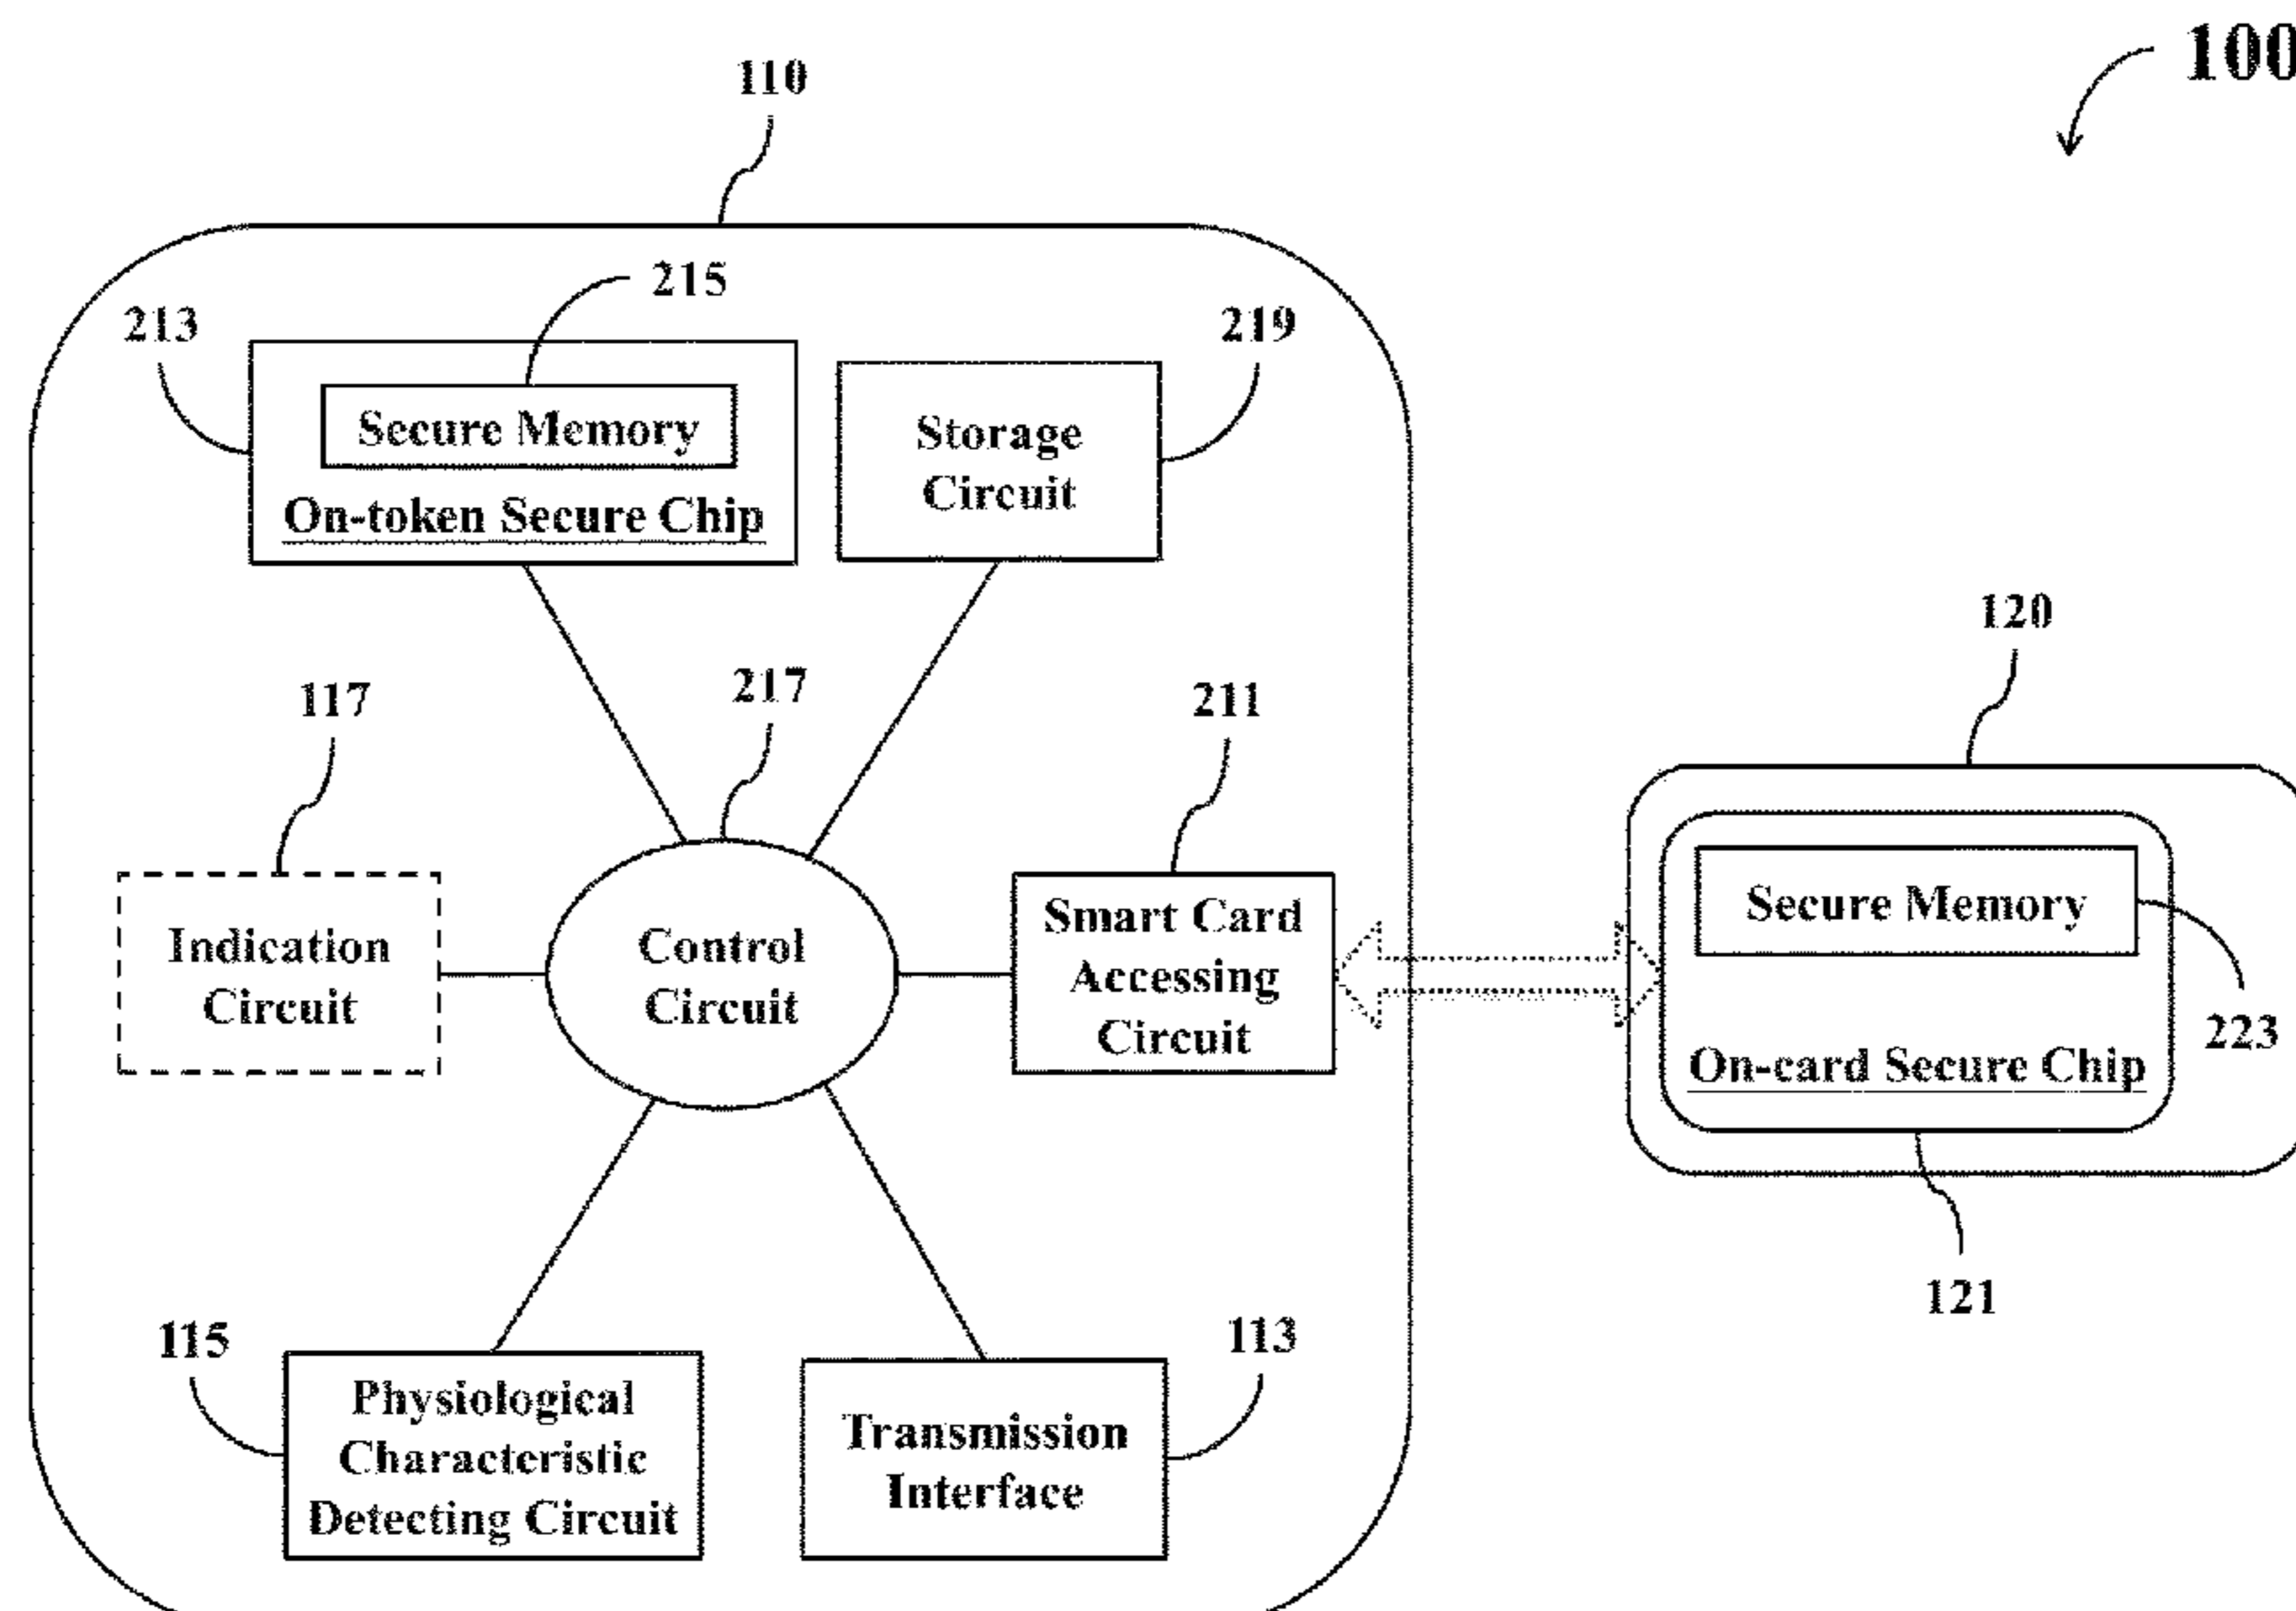 100
110
215
213
219
Secure Memory
On-token Secure Chip
Storage
Circuit
117
217
211
120
Indication
Circuit
Control
Circuit
Smart Card
Accessing
Circuit
Secure Memory
223
On-card Secure Chip
121
115
113
Physiological
Characteristic
Detecting Circuit
Transmission
Interface